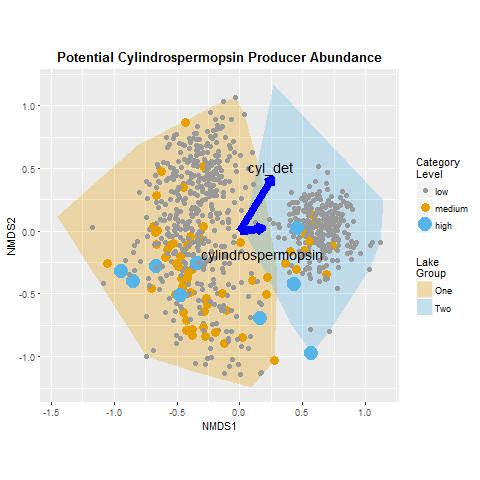 Potential Cylindrospermopsin Producer Abundance
1.0
0.5
0.0
-0.5
-1.0
NMDS2
cyl_det
cylindrospermopsin
-1.5
-1.0
-0.5
0.0
0.5
1.0
NMDS1
Category
Level
low
medium
high
Lake
Group
One
Two